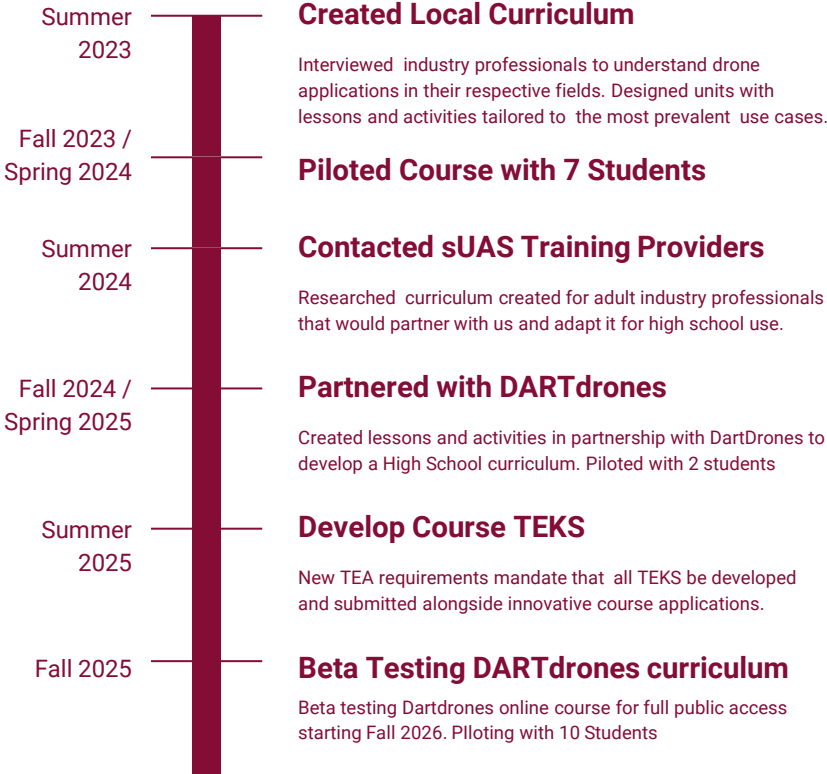 Summer
2023
Created Local Curriculum
Interviewed industry professionals to understand drone
applications in their respective fields. Designed units with
lessons and activities tailored to the most prevalent use cases.
Fall 2023 /
Spring 2024
Piloted Course with 7 Students
Summer
2024
Contacted sUAS Training Providers
Researched curriculum created for adult industry professionals
that would partner with us and adapt it for high school use.
Fall 2024 /
Spring 2025
Partnered with DARTdrones
Created lessons and activities in partnership with DartDrones to
develop a High School curriculum. Piloted with 2 students
Summer
2025
Develop Course TEKS
New TEA requirements mandate that all TEKS be developed
and submitted alongside innovative course applications.
Fall 2025
Beta Testing DARTdrones curriculum
Beta testing Dartdrones online course for full public access
starting Fall 2026. PIloting with 10 Students